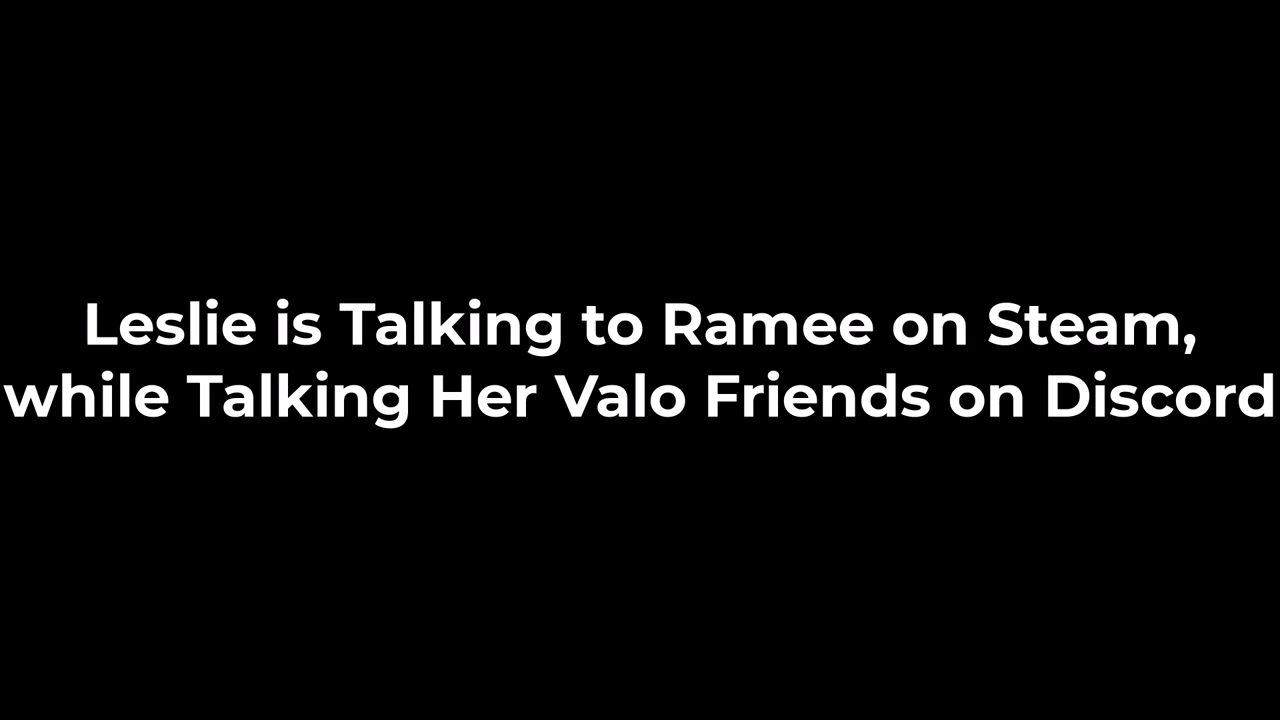 Leslie is Talking to Ramee on Steam,
while Talking Her Valo Friends on Discord